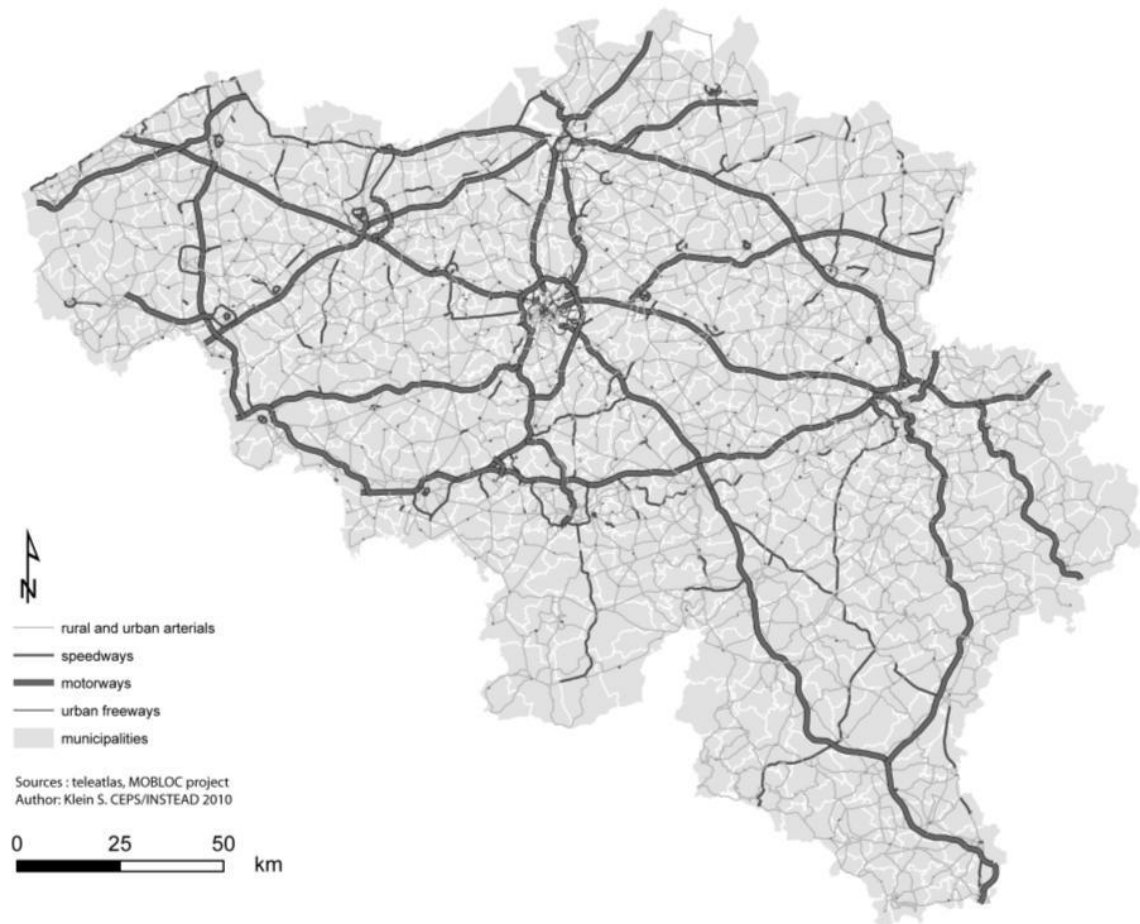 N
rural and urban arterials
speedways
motorways
urban freeways
municipalities
Sources : teleatlas, MOBLOC project
Author: Klein S. CEPS/INSTEAD 2010
0 25 50
km